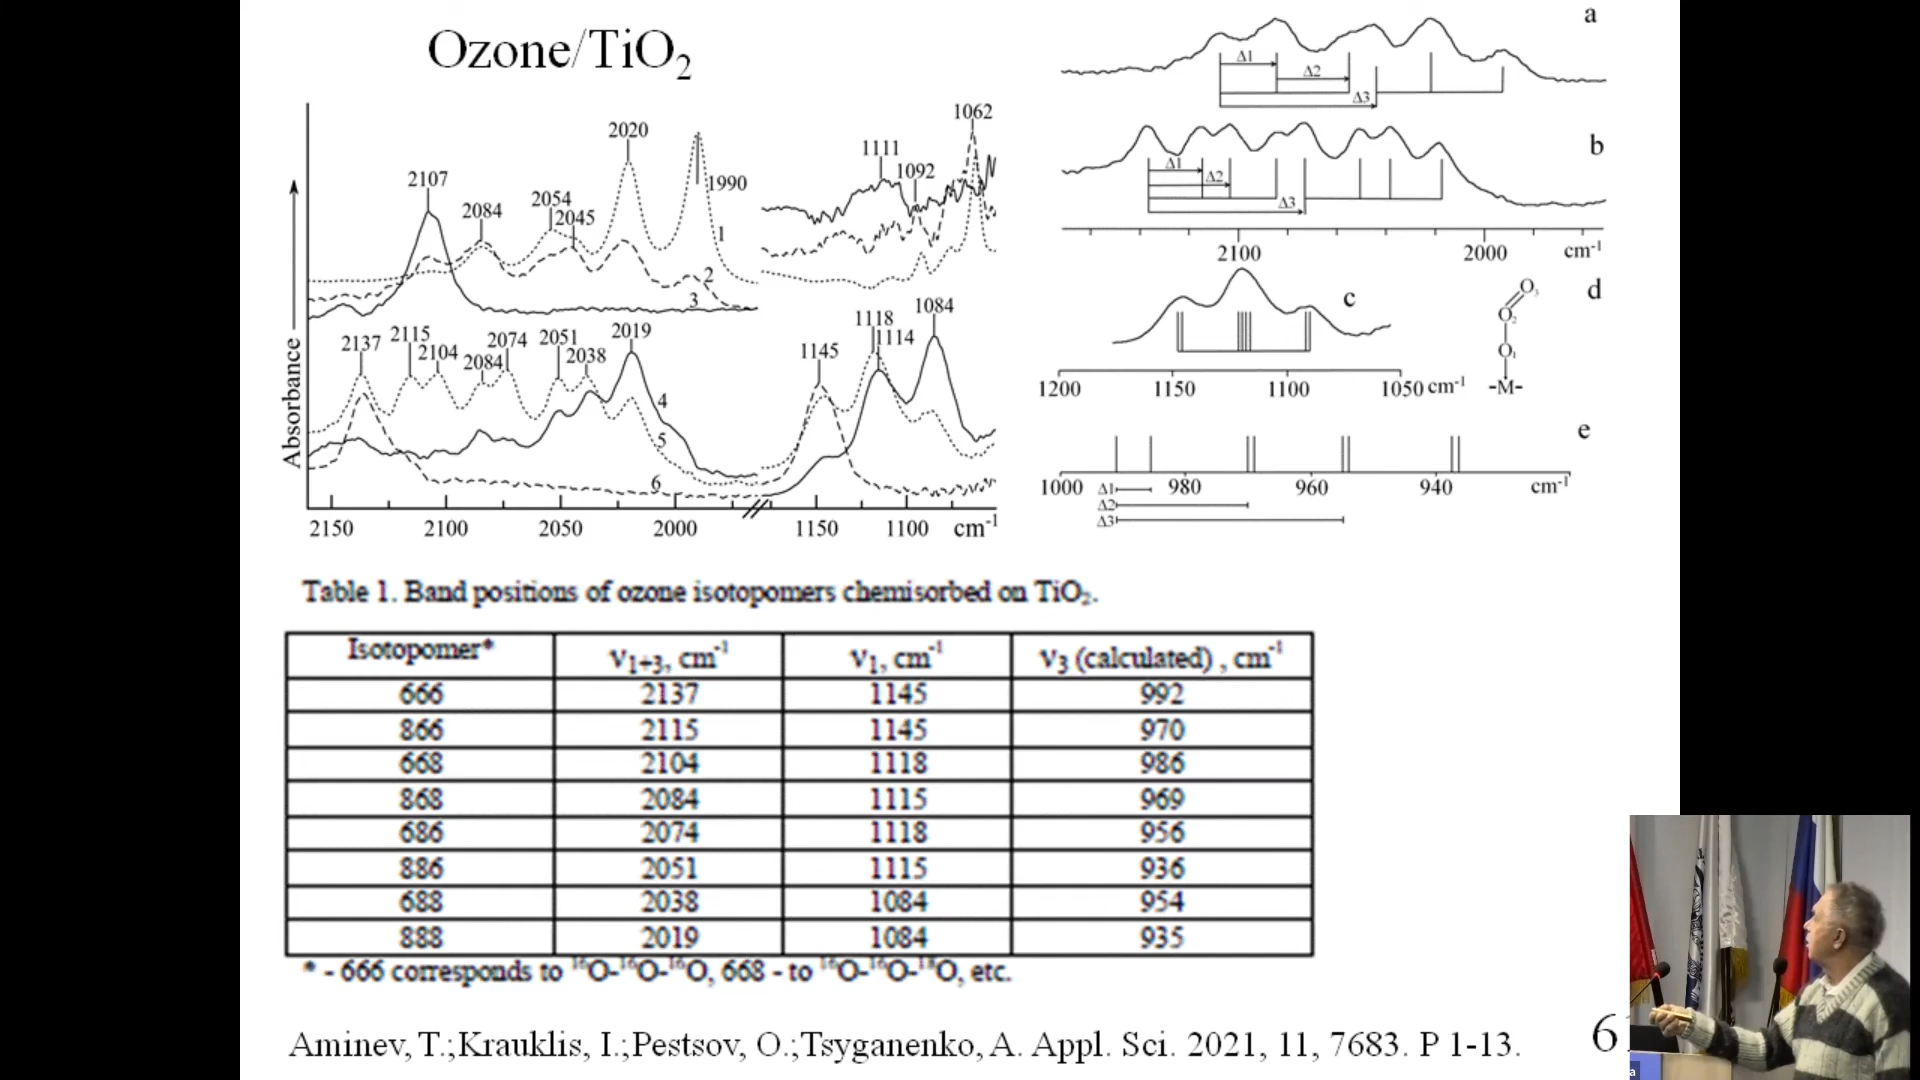 Ozone/TiO₂
Absorbance
2107
2084
2054
2045
2020
1990
1
2
3
1111
1092
1062
2137
2115
2104
2084
2074
2051
2038
2019
4
5
6
1145
1118
1114
1084
2150 2100 2050 2000 1150 1100 cm⁻¹
a
Δ1
Δ2
Δ3
b
Δ1
Δ2
Δ3
2100 2000 cm⁻¹
c
1200 1150 1100 1050 cm⁻¹
d
O₃
O₂
O₁
-M-
e
1000 980 960 940 cm⁻¹
Δ1
Δ2
Δ3
Table 1. Band positions of ozone isotopomers chemisorbed on TiO₂.
Isotopomer* ν₁₊₃, cm⁻¹ ν₁, cm⁻¹ ν₃ (calculated) , cm⁻¹
666 2137 1145 992
866 2115 1145 970
668 2104 1118 986
868 2084 1115 969
686 2074 1118 956
886 2051 1115 936
688 2038 1084 954
888 2019 1084 935
* - 666 corresponds to ¹⁶O-¹⁶O-¹⁶O, 668 - to ¹⁶O-¹⁶O-¹⁸O, etc.
Aminev, T.;Krauklis, I.;Pestsov, O.;Tsyganenko, A. Appl. Sci. 2021, 11, 7683. P 1-13.